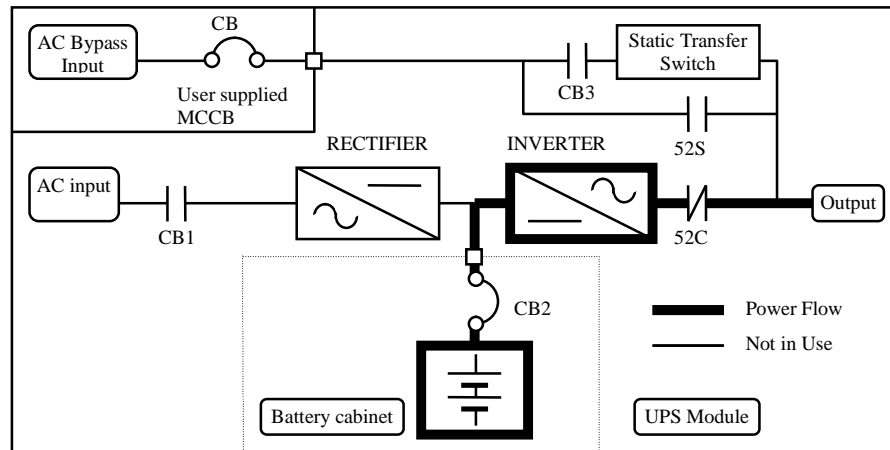 CB
AC Bypass
Input
User supplied
MCCB
Static Transfer
Switch
CB3
52S
RECTIFIER
INVERTER
AC input
CB1
52C
Output
CB2
Power Flow
Not in Use
Battery cabinet
UPS Module